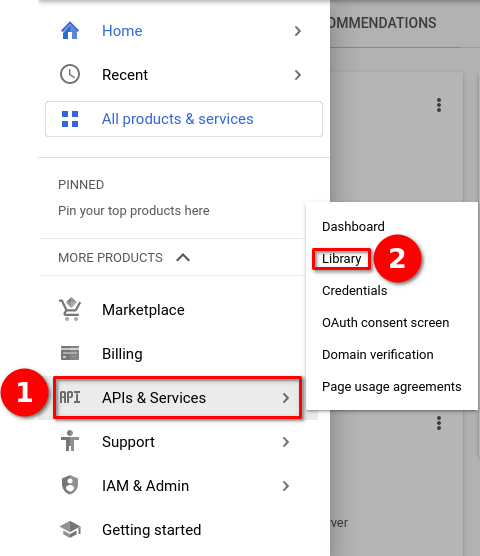 Home
OMMENDATIONS
Recent
All products & services
PINNED
Pin your top products here
MORE PRODUCTS
Marketplace
Billing
1
API
APIs & Services
Support
IAM & Admin
Getting started
Dashboard
Library
2
Credentials
OAuth consent screen
Domain verification
Page usage agreements
ver